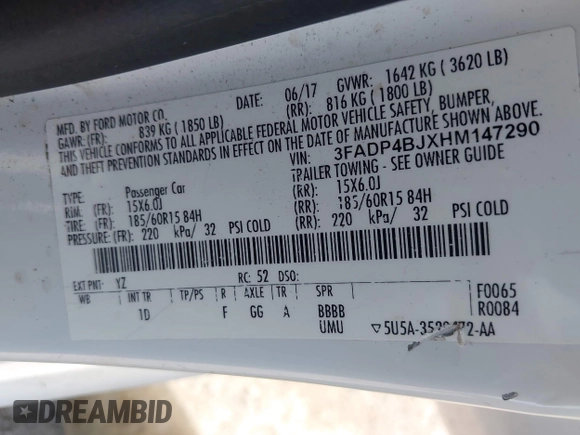 MFD. BY FORD MOTOR CO.
DATE: 06/17 GVWR: 1642 KG ( 3620 LB)
GAWR: (FR): 839 KG ( 1850 LB) (RR): 816 KG ( 1800 LB)
THIS VEHICLE CONFORMS TO ALL APPLICABLE FEDERAL MOTOR VEHICLE SAFETY, BUMPER,
AND THEFT PREVENTION STANDARDS IN EFFECT ON THE DATE OF MANUFACTURE SHOWN ABOVE.
VIN: 3FADP4BJXHM147290
TYPE: Passenger Car TRAILER TOWING - SEE OWNER GUIDE
RIM: (FR): 15X6.0J (RR): 15X6.0J
TIRE: (FR): 185/60R15 84H (RR): 185/60R15 84H
PRESSURE: (FR): 220 kPa/ 32 PSI COLD (RR): 220 kPa/ 32 PSI COLD
EXT PNT: YZ RC: 52 DSO: F0065
WB INT TR TP/PS R AXLE TR SPR R0084
1D F GG A BBBB
UMU ▽5U5A-3520472-AA
DREAMBID